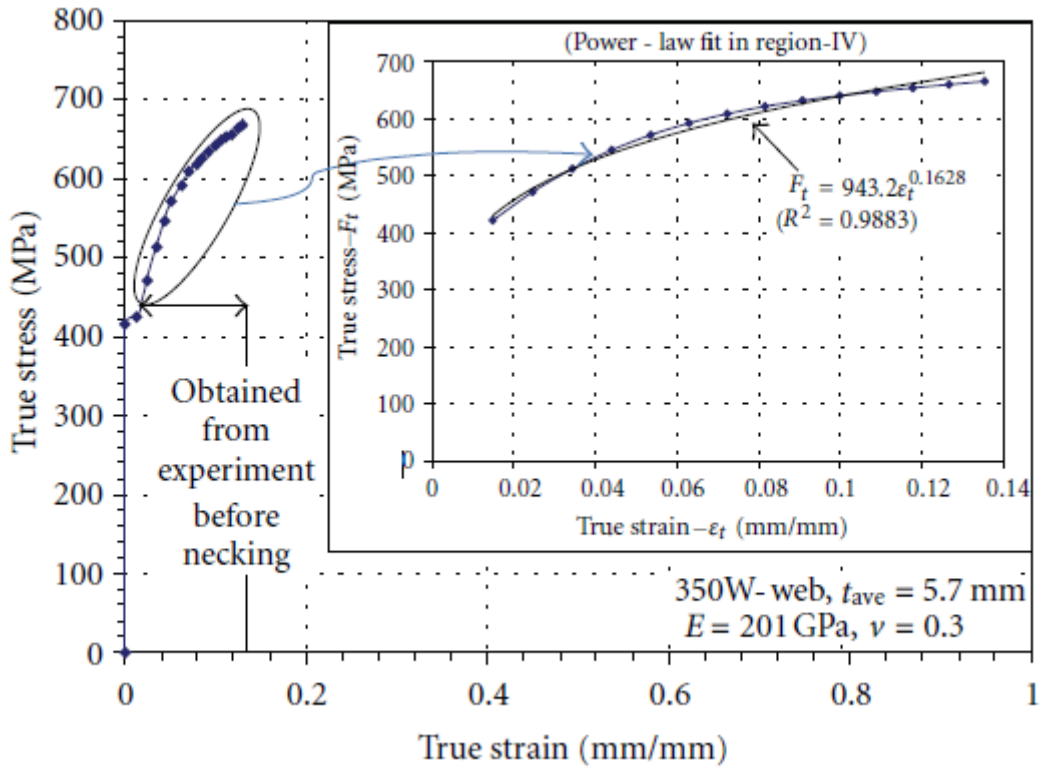 800
700
600
500
400
300
200
100
0
True stress (MPa)
0
0.2
0.4
0.6
0.8
1
True strain (mm/mm)
Obtained
from
experiment
before
necking
(Power - law fit in region-IV)
700
600
500
400
300
200
100
0
True stress–Fₜ (MPa)
0
0.02
0.04
0.06
0.08
0.1
0.12
0.14
True strain–εₜ (mm/mm)
Fₜ = 943.2εₜ^0.1628
(R² = 0.9883)
350W- web, t_ave = 5.7 mm
E = 201 GPa, ν = 0.3